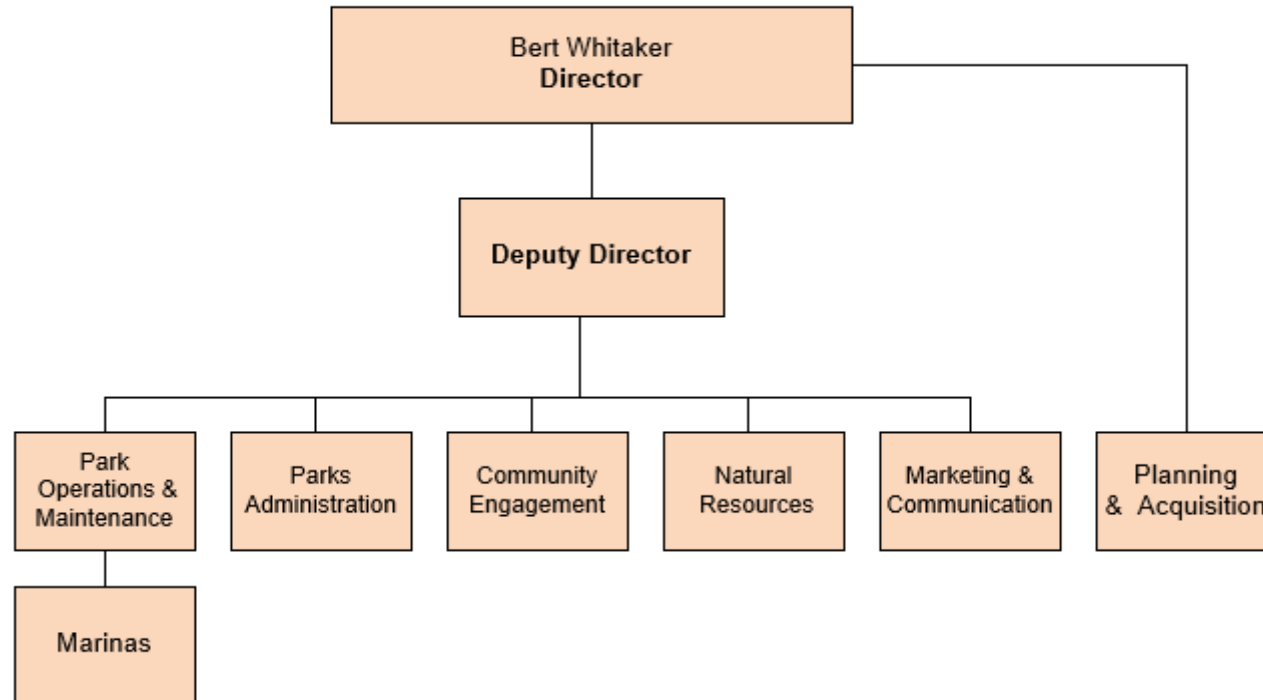 Bert Whitaker
Director
Deputy Director
Park
Operations &
Maintenance
Parks
Administration
Community
Engagement
Natural
Resources
Marketing &
Communication
Planning
& Acquisition
Marinas